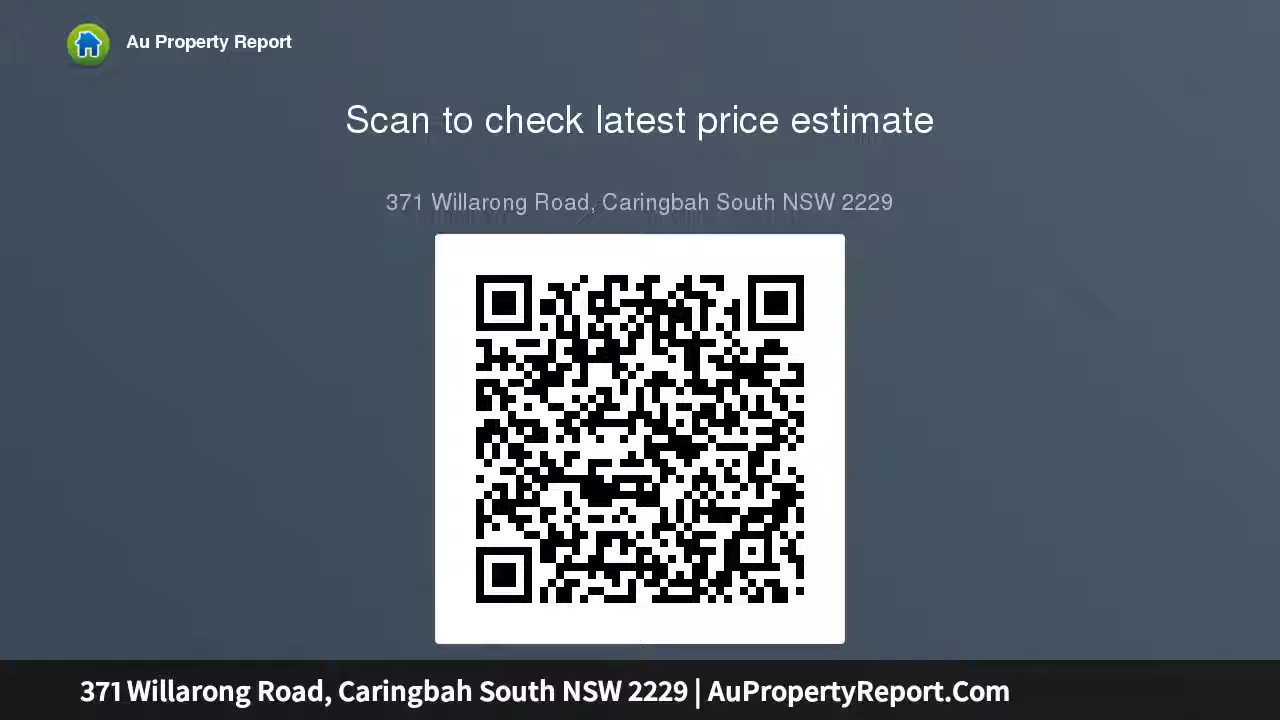 Au Property Report
Scan to check latest price estimate
371 Willarong Road, Caringbah South NSW 2229
371 Willarong Road, Caringbah South NSW 2229 | AuPropertyReport.Com